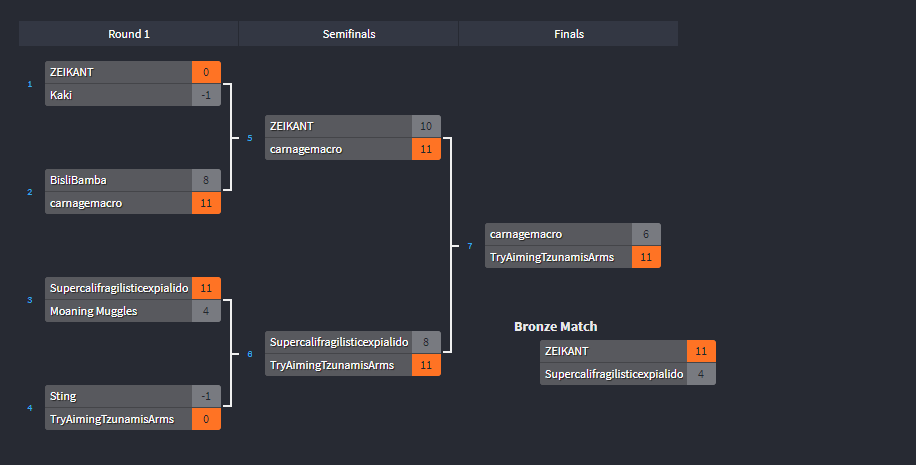 Round 1 Semifinals Finals
1
ZEIKANT 0
Kaki -1
2
BisliBamba 8
carnagemacro 11
3
Supercalifragilisticexpialido 11
Moaning Muggles 4
4
Sting -1
TryAimingTzunamisArms 0
5
ZEIKANT 10
carnagemacro 11
6
Supercalifragilisticexpialido 8
TryAimingTzunamisArms 11
7
carnagemacro 6
TryAimingTzunamisArms 11
Bronze Match
ZEIKANT 11
Supercalifragilisticexpialido 4